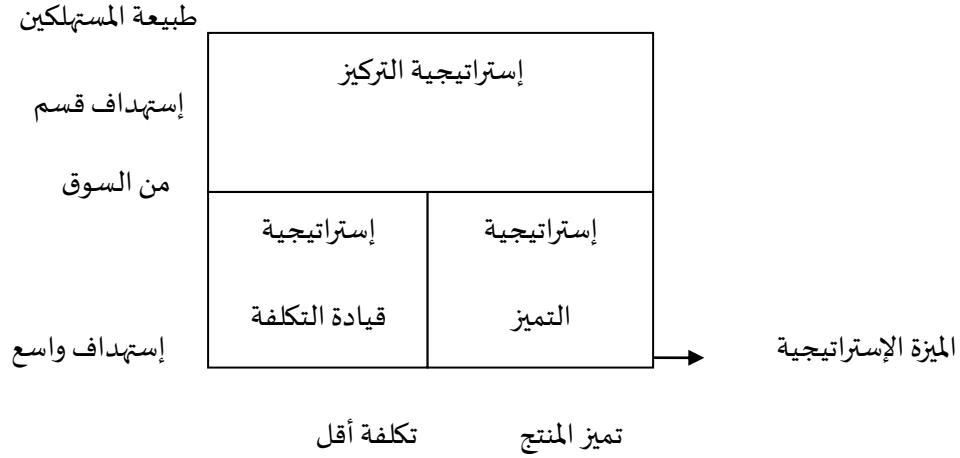 طبيعة المستهلكين
إستراتيجية التركيز
إستهداف قسم
من السوق
إستراتيجية
إستراتيجية
التميز
قيادة التكلفة
الميزة الإستراتيجية
إستهداف واسع
تميز المنتج
تكلفة أقل